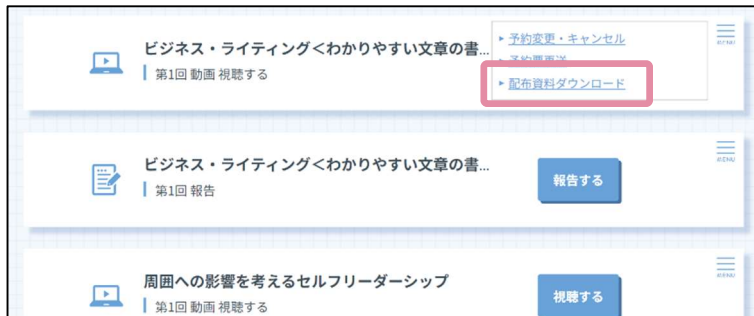 ビジネス・ライティング＜わかりやすい文章の書...
第1回 動画 視聴する
▸ 予約変更・キャンセル
▸ 予約票再送
▸ 配布資料ダウンロード
MENU
ビジネス・ライティング＜わかりやすい文章の書...
第1回 報告
報告する
MENU
周囲への影響を考えるセルフリーダーシップ
第1回 動画 視聴する
視聴する
MENU